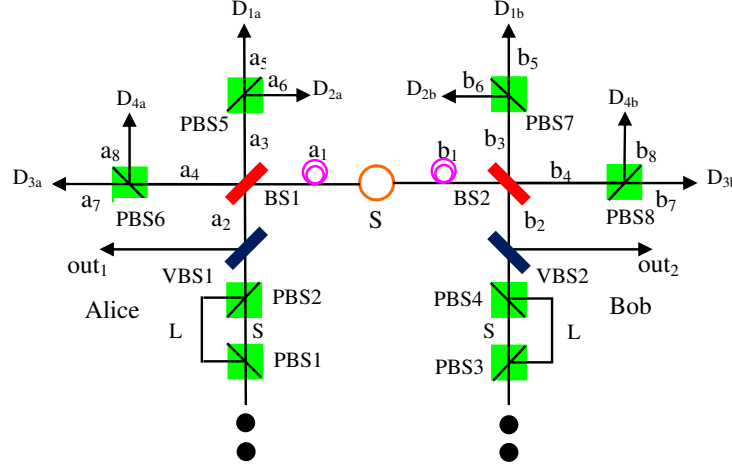 D₁ₐ D₁b
a₅ b₅
a₆ D₂ₐ D₂b b₆
PBS5 PBS7
D₄ₐ D₄b
a₈ a₃ a₁ b₁ b₃ b₈
a₄ b₄
D₃ₐ D₃b
a₇ PBS6 BS1 S BS2 PBS8 b₇
a₂ b₂
out₁ VBS1 VBS2 out₂
Alice PBS2 PBS4 Bob
L S S L
PBS1 PBS3